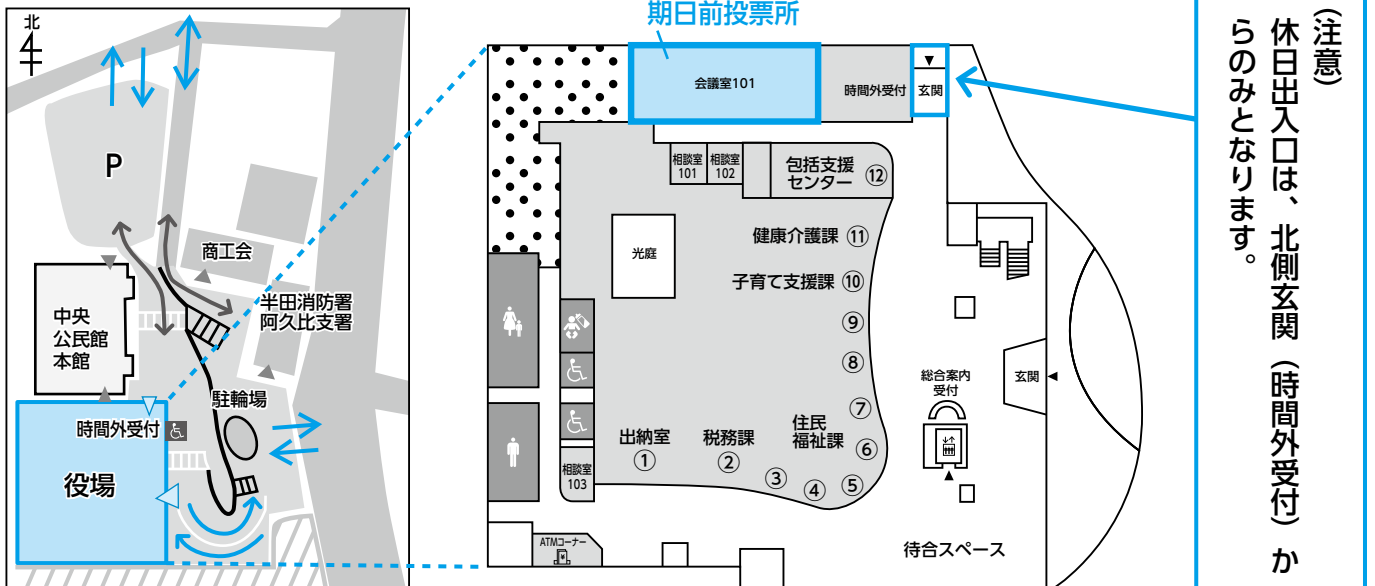 北
P
商工会
中央
公民館
本館
半田消防署
阿久比支署
駐輪場
時間外受付
役場
期日前投票所
会議室101
時間外受付
玄関
相談室
101
相談室
102
包括支援
センター
⑫
健康介護課 ⑪
光庭
子育て支援課 ⑩
⑨
⑧
総合案内
受付
玄関
⑦
住民
福祉課
⑥
出納室
①
税務課
②
③
④
⑤
相談室
103
ATMコーナー
待合スペース
(注意)
休日出入口は、北側玄関(時間外受付)か
らのみとなります。